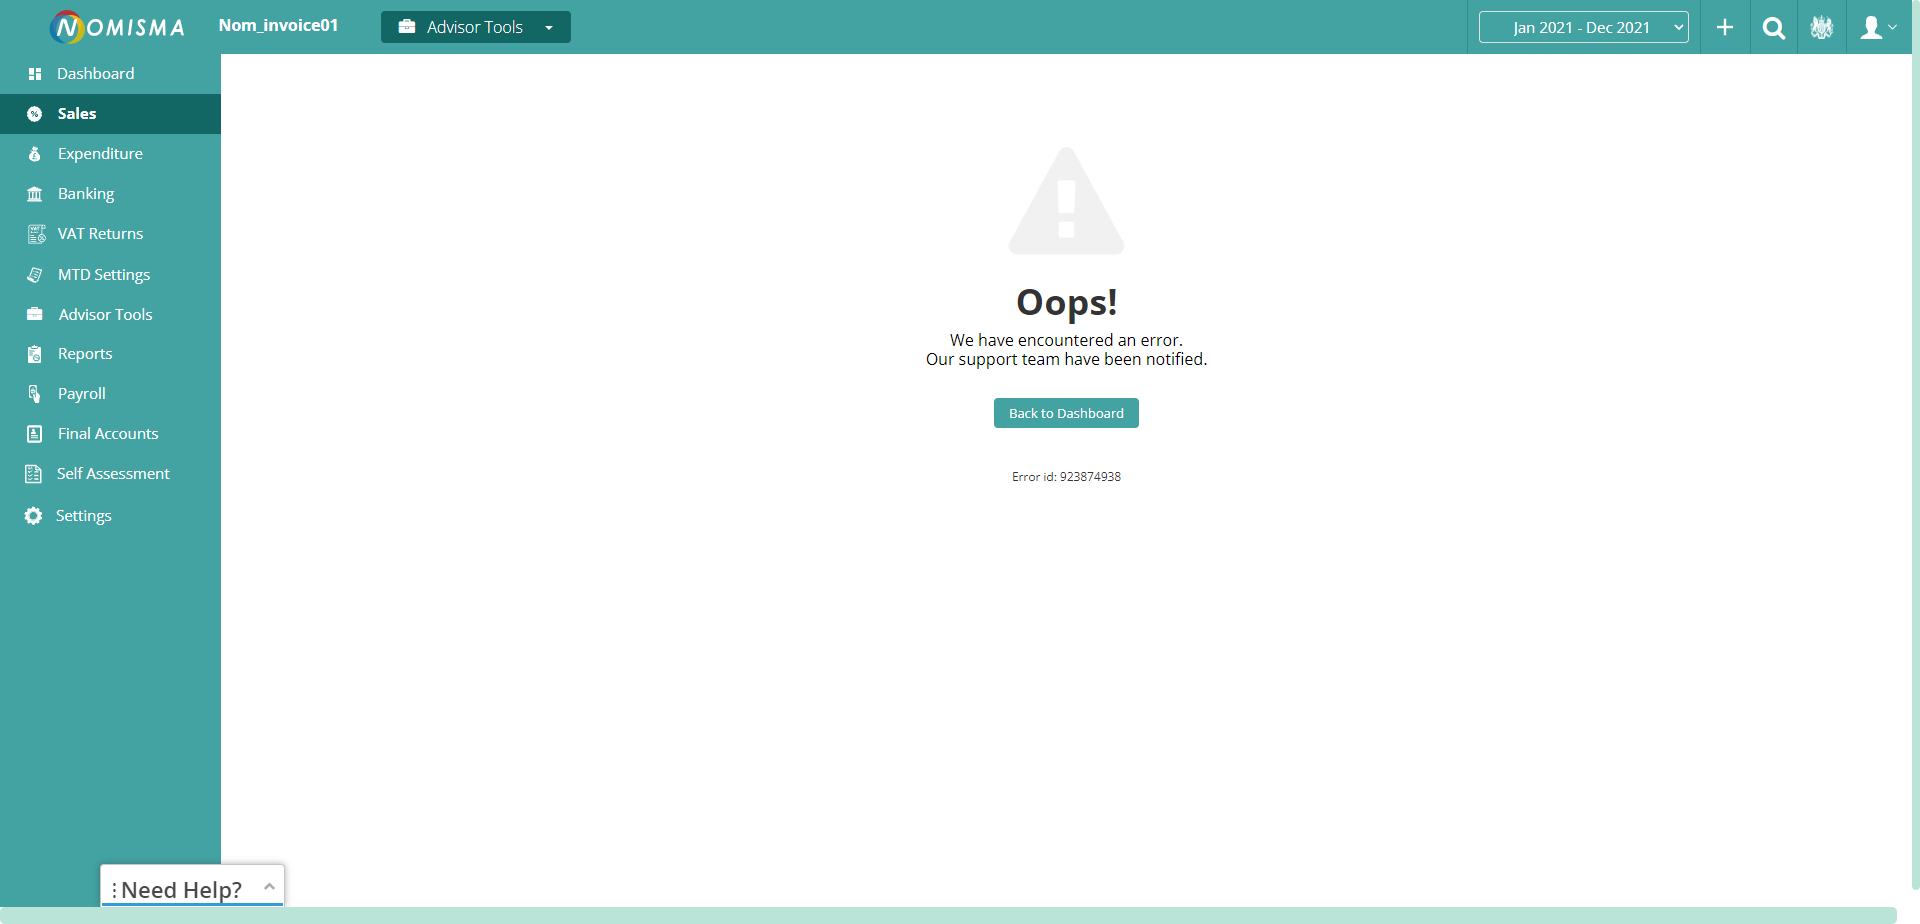 NOMISMA
Nom_invoice01
Advisor Tools
Jan 2021 - Dec 2021
Dashboard
Sales
Expenditure
Banking
VAT Returns
MTD Settings
Advisor Tools
Reports
Payroll
Final Accounts
Self Assessment
Settings
Oops!
We have encountered an error.
Our support team have been notified.
Back to Dashboard
Error id: 923874938
Need Help?